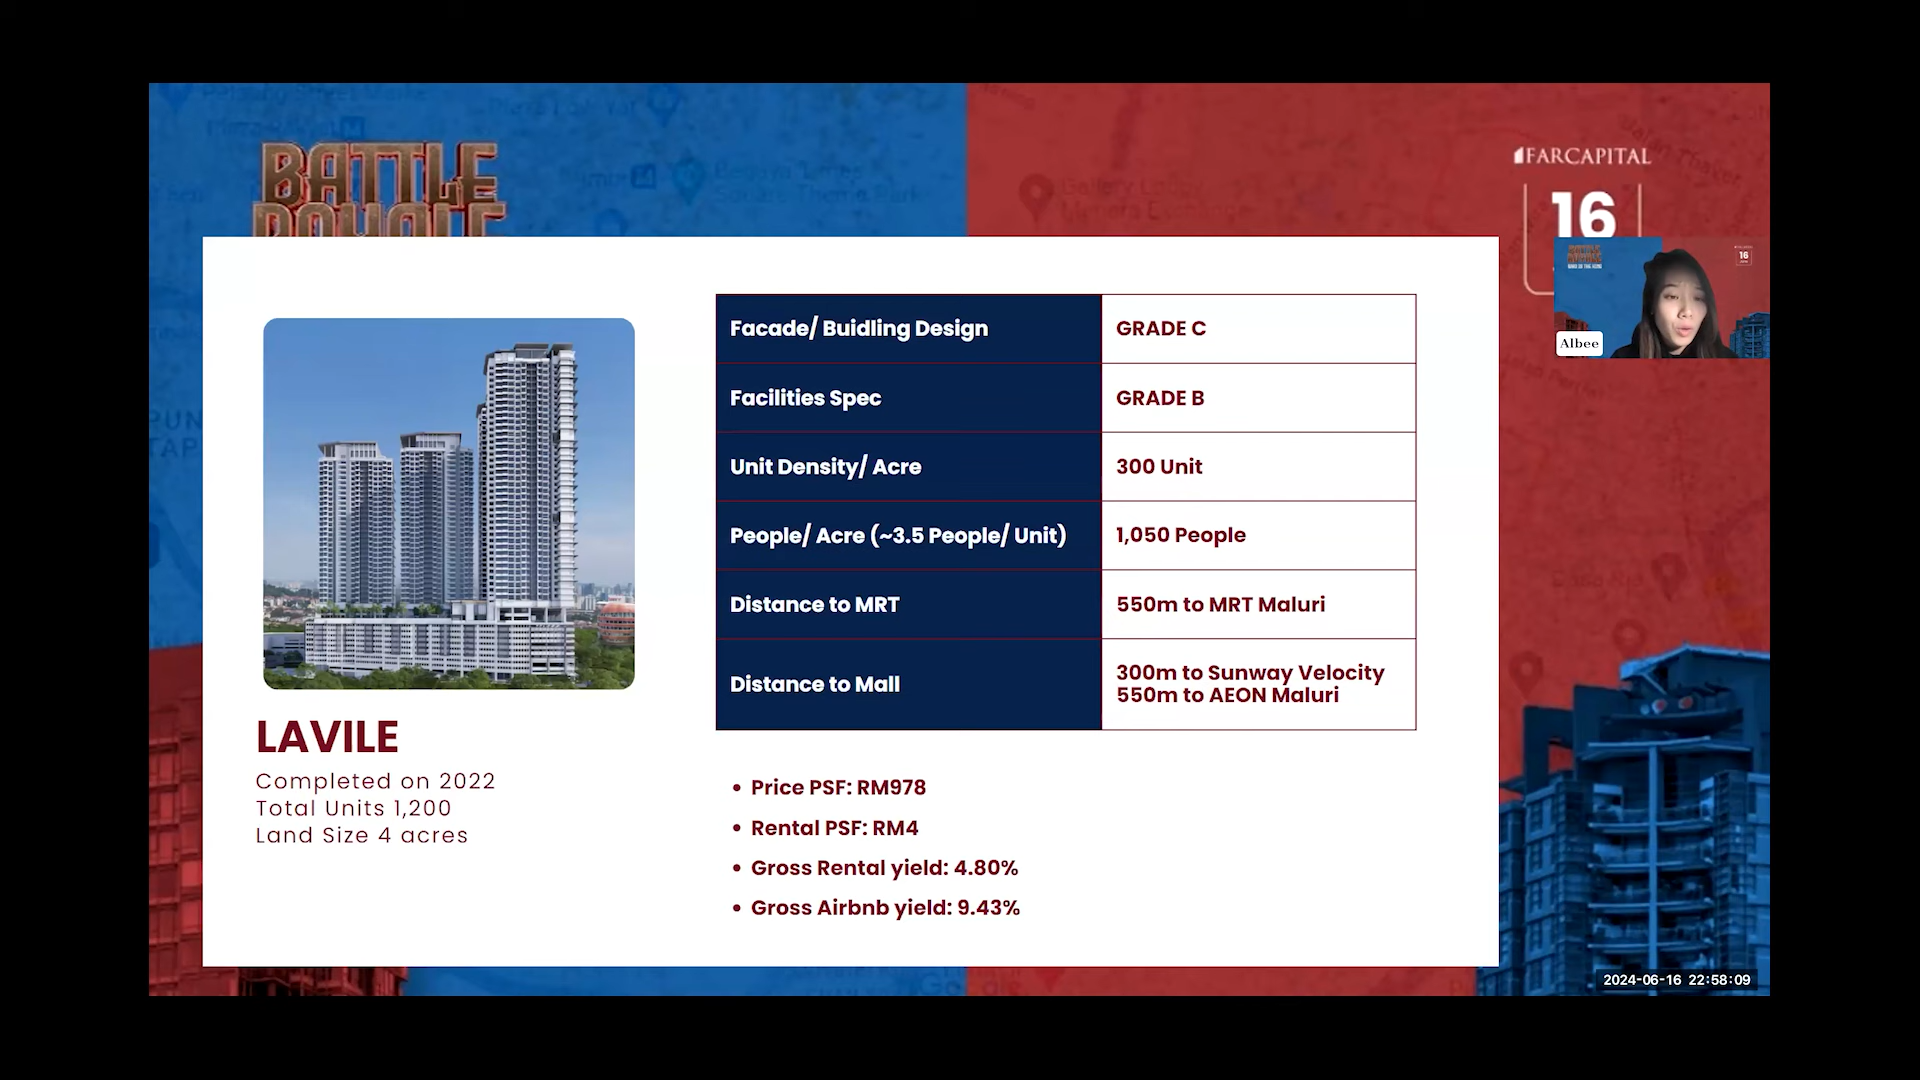 BATTLE
ROYALE
FARCAPITAL
16
BATTLE
16
Albee
Facade/ Buidling Design
GRADE C
Facilities Spec
GRADE B
Unit Density/ Acre
300 Unit
People/ Acre (~3.5 People/ Unit)
1,050 People
Distance to MRT
550m to MRT Maluri
Distance to Mall
300m to Sunway Velocity
550m to AEON Maluri
LAVILE
Completed on 2022
Total Units 1,200
Land Size 4 acres
• Price PSF: RM978
• Rental PSF: RM4
• Gross Rental yield: 4.80%
• Gross Airbnb yield: 9.43%
2024-06-16 22:58:09